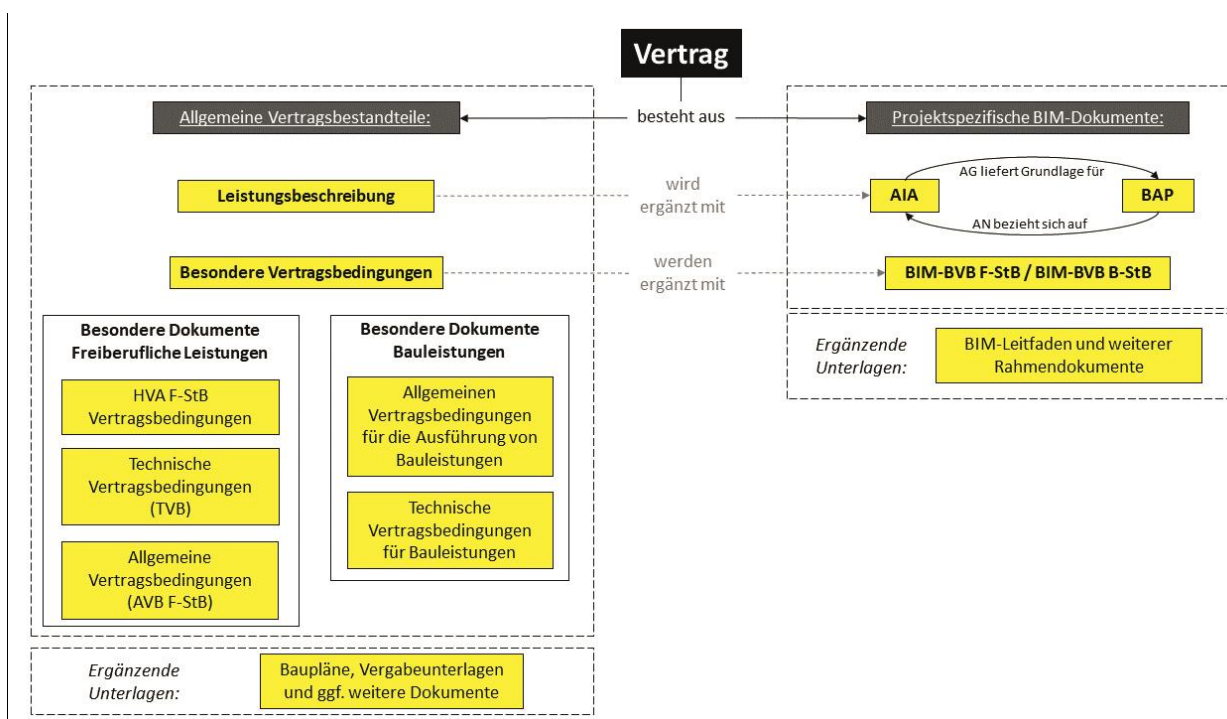 Vertrag
besteht aus
Allgemeine Vertragsbestandteile:
Leistungsbeschreibung
wird
ergänzt mit
Besondere Vertragsbedingungen
werden
ergänzt mit
Besondere Dokumente
Freiberufliche Leistungen
HVA F-StB
Vertragsbedingungen
Technische
Vertragsbedingungen
(TVB)
Allgemeine
Vertragsbedingungen
(AVB F-StB)
Besondere Dokumente
Bauleistungen
Allgemeinen
Vertragsbedingungen
für die Ausführung von
Bauleistungen
Technische
Vertragsbedingungen
für Bauleistungen
Ergänzende
Unterlagen:
Baupläne, Vergabeunterlagen
und ggf. weitere Dokumente
Projektspezifische BIM-Dokumente:
AG liefert Grundlage für
AIA
BAP
AN bezieht sich auf
BIM-BVB F-StB / BIM-BVB B-StB
Ergänzende
Unterlagen:
BIM-Leitfaden und weiterer
Rahmendokumente